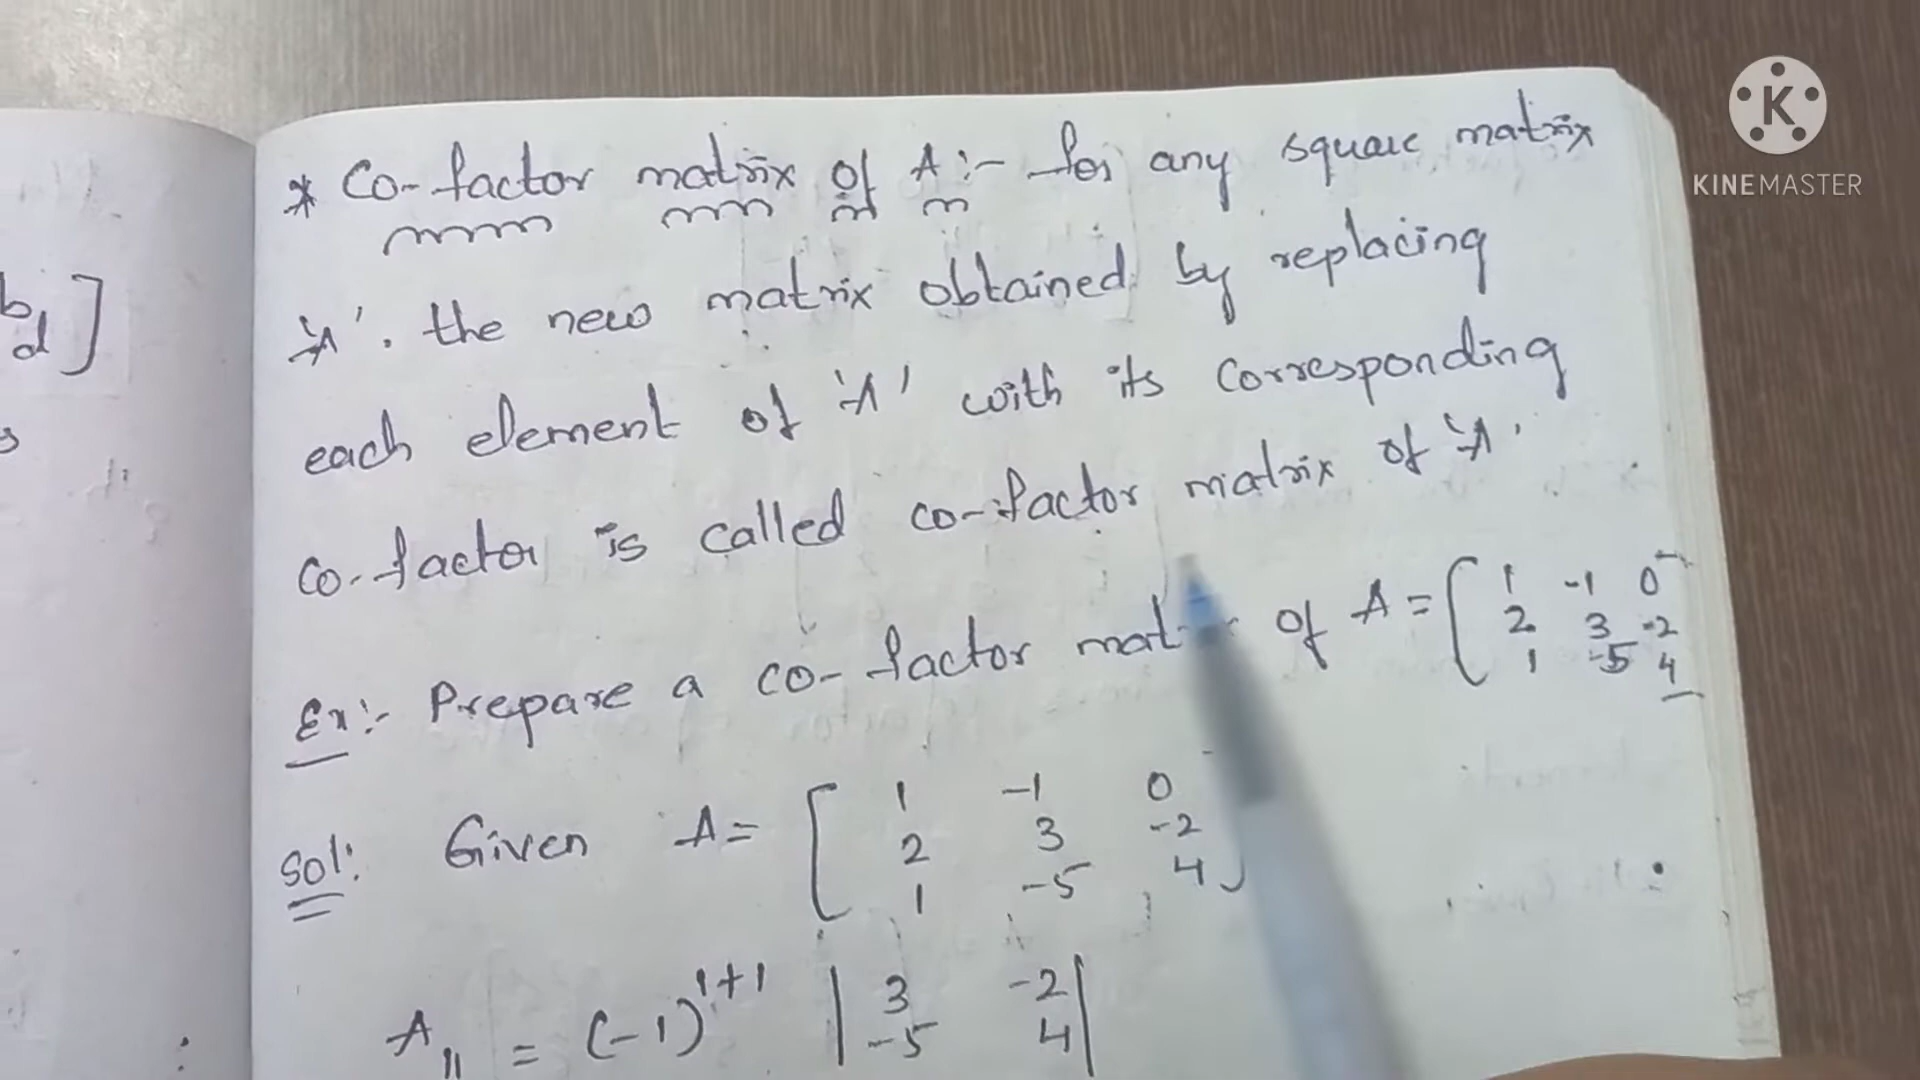 b
d ]
* Co-factor matrix of A :- for any square matrix
'A'. the new matrix obtained by replacing
each element of 'A' with its corresponding
co-factor is called co-factor matrix of 'A'.
Ex:- Prepare a co-factor of A = [ 1 -1 0
2 3 -2
1 -5 4 ]
Sol: Given A = [ 1 -1 0
2 3 -2
1 -5 4 ]
A11 = (-1)^1+1 | 3 -2
-5 4 |
K
KINEMASTER